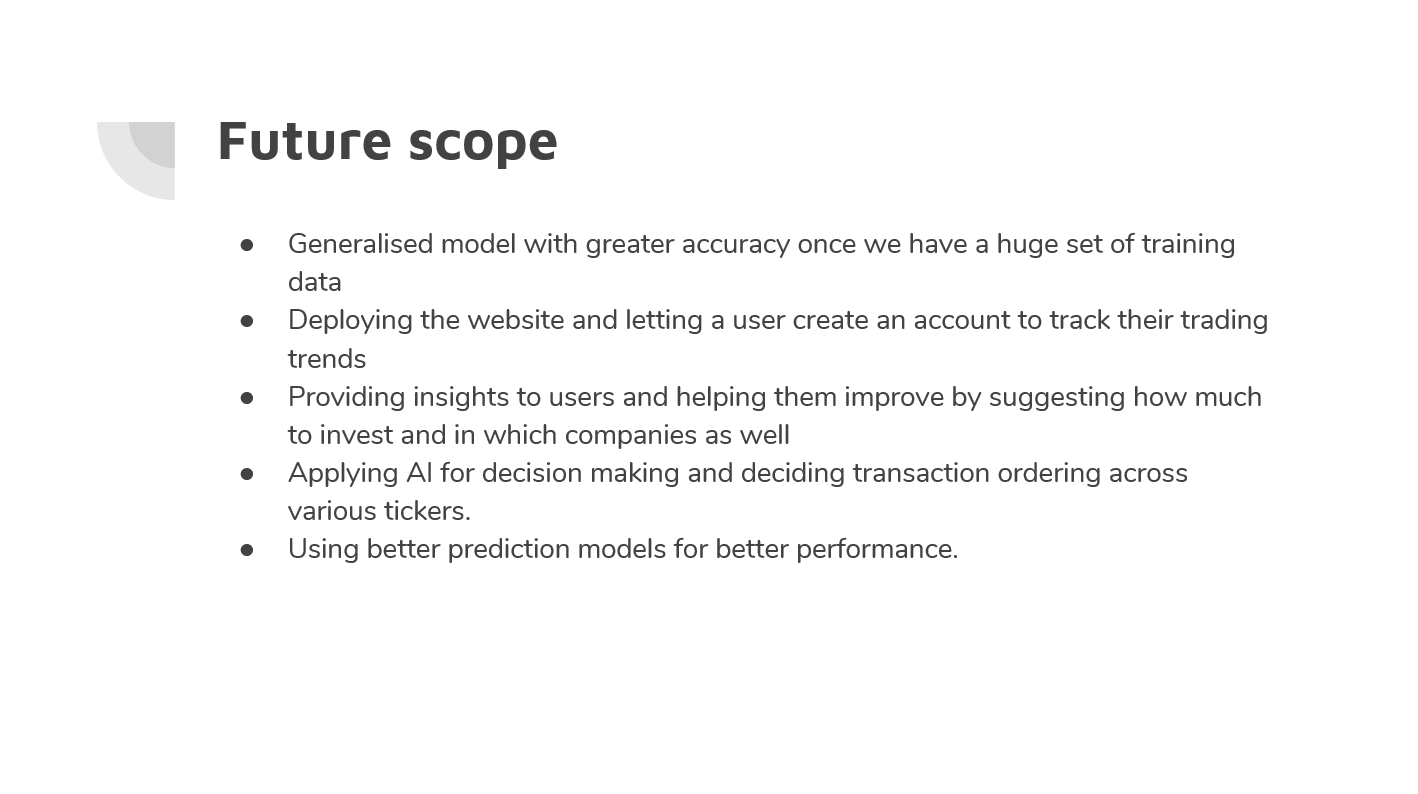 Future scope
● Generalised model with greater accuracy once we have a huge set of training
data
● Deploying the website and letting a user create an account to track their trading
trends
● Providing insights to users and helping them improve by suggesting how much
to invest and in which companies as well
● Applying AI for decision making and deciding transaction ordering across
various tickers.
● Using better prediction models for better performance.